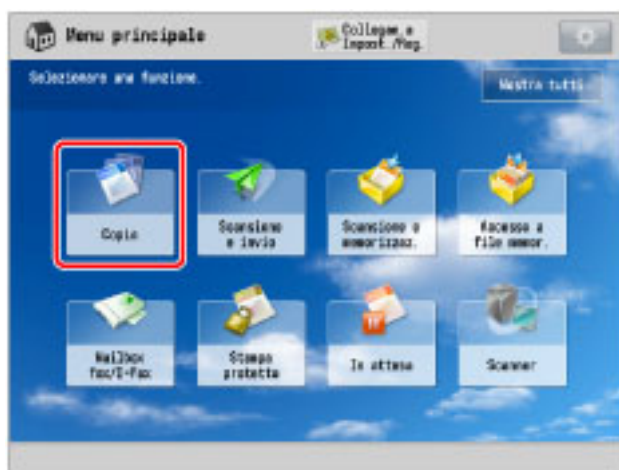 Menu principale
Collegam. a
Impost./Reg.
Selezionare una funzione.
Mostra tutti
Copia
Scansione
e invio
Scansione e
memorizzaz.
Accesso a
file memor.
Mailbox
fax/I-Fax
Stampa
protetta
In attesa
Scanner